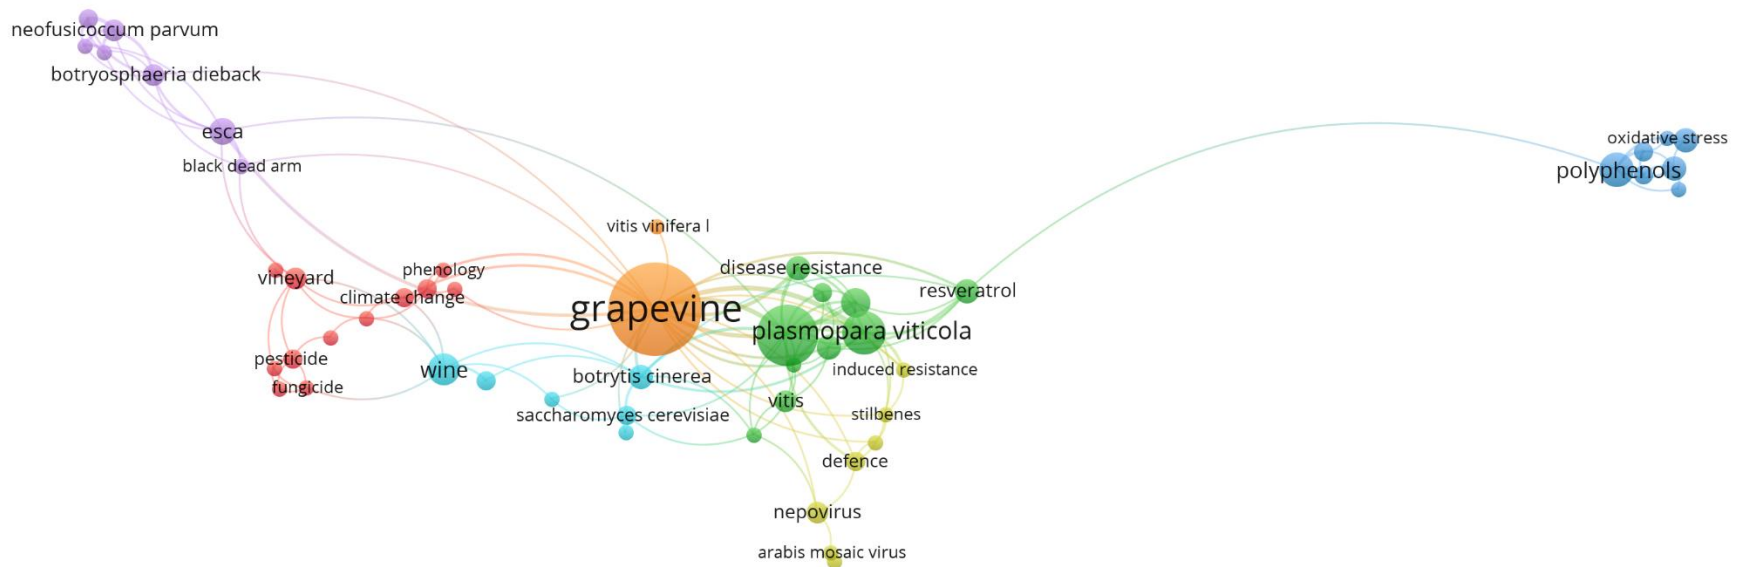 neofusicoccum parvum
botryosphaeria dieback
esca
oxidative stress
black dead arm
polyphenols
vitis vinifera l
disease resistance
phenology
vineyard
resveratrol
climate change
grapevine
plasmopara viticola
pesticide
wine
induced resistance
botrytis cinerea
fungicide
vitis
stilbenes
saccharomyces cerevisiae
defence
nepovirus
arabis mosaic virus